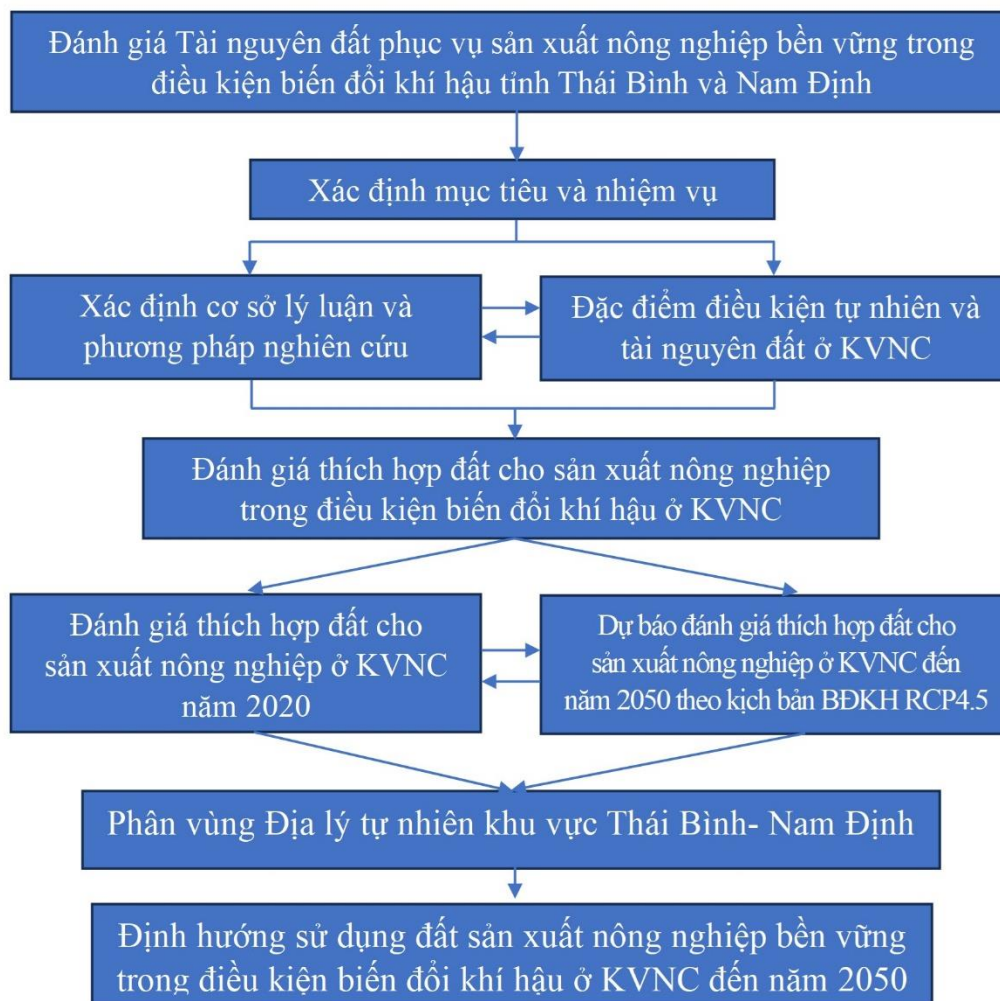 Đánh giá Tài nguyên đất phục vụ sản xuất nông nghiệp bền vững trong
điều kiện biến đổi khí hậu tỉnh Thái Bình và Nam Định
Xác định mục tiêu và nhiệm vụ
Xác định cơ sở lý luận và
phương pháp nghiên cứu
Đặc điểm điều kiện tự nhiên và
tài nguyên đất ở KVNC
Đánh giá thích hợp đất cho sản xuất nông nghiệp
trong điều kiện biến đổi khí hậu ở KVNC
Đánh giá thích hợp đất cho
sản xuất nông nghiệp ở KVNC
năm 2020
Dự báo đánh giá thích hợp đất cho
sản xuất nông nghiệp ở KVNC đến
năm 2050 theo kịch bản BĐKH RCP4.5
Phân vùng Địa lý tự nhiên khu vực Thái Bình- Nam Định
Định hướng sử dụng đất sản xuất nông nghiệp bền vững
trong điều kiện biến đổi khí hậu ở KVNC đến năm 2050